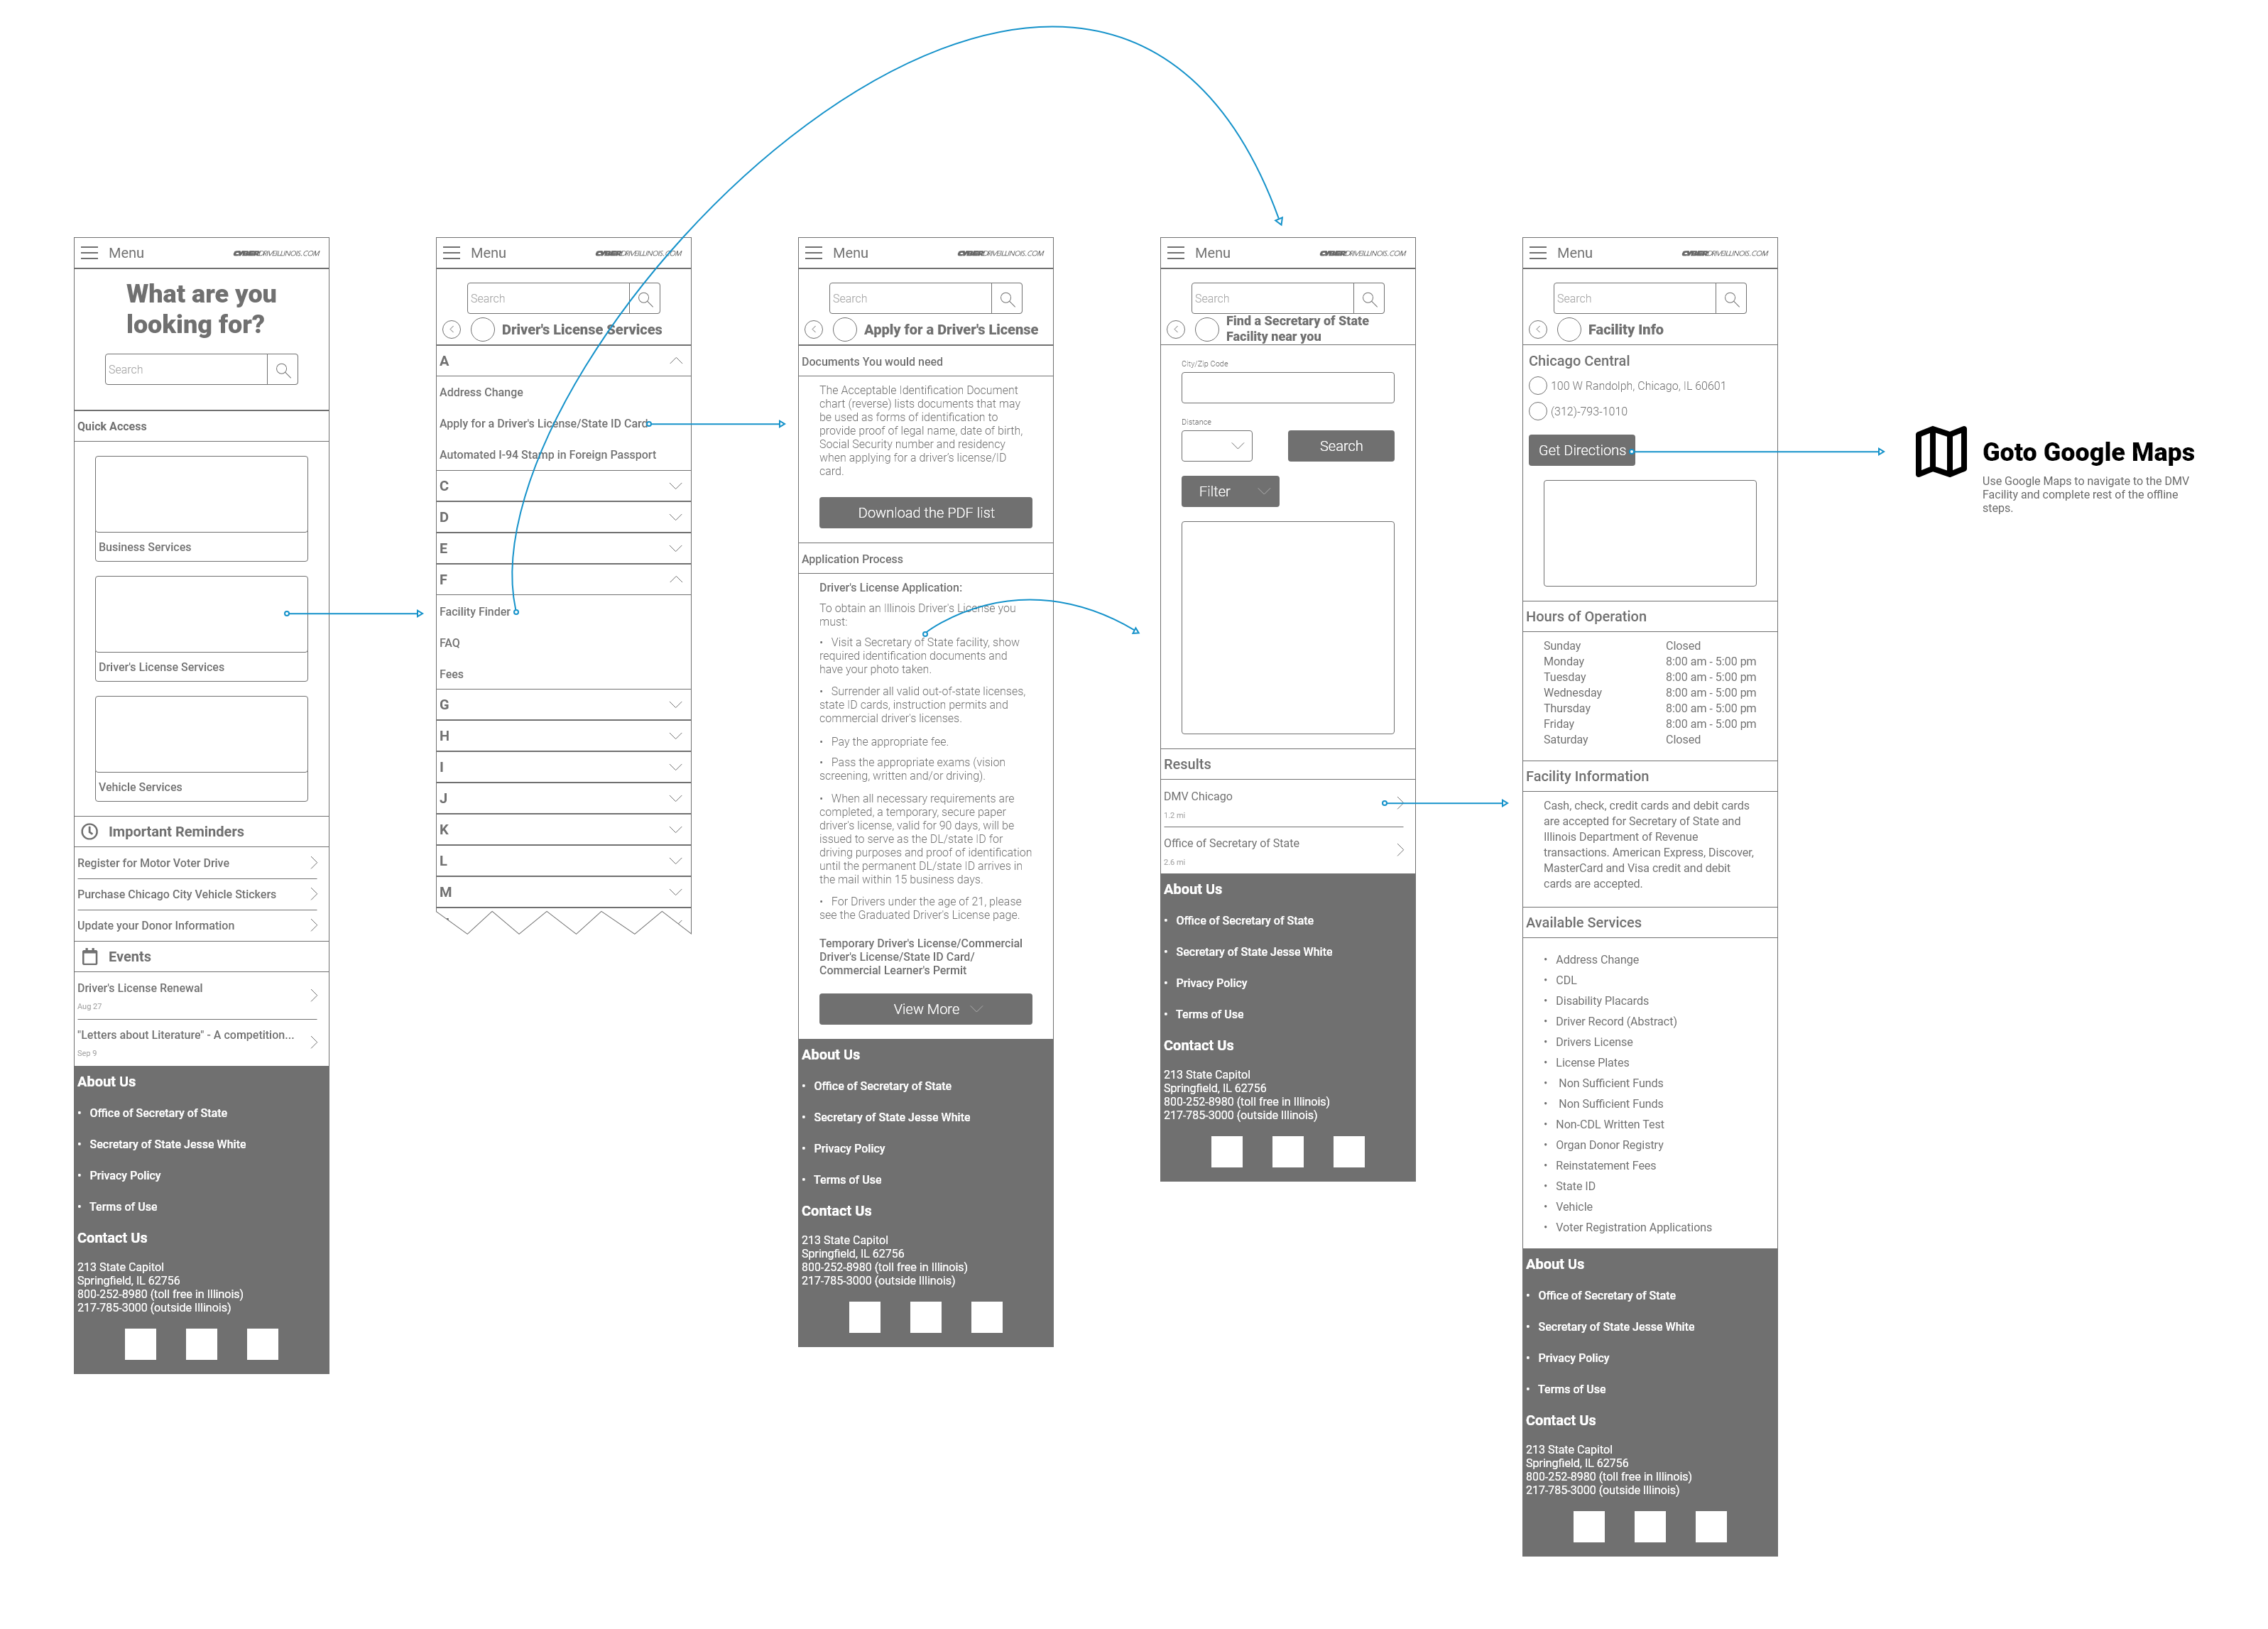 Menu
CYBERDRIVEILLINOIS.COM
What are you
looking for?
Search
Quick Access
Business Services
Driver's License Services
Vehicle Services
Important Reminders
Register for Motor Voter Drive
Purchase Chicago City Vehicle Stickers
Update your Donor Information
Events
Driver's License Renewal
Aug 27
"Letters about Literature" - A competition...
Sep 9
About Us
• Office of Secretary of State
• Secretary of State Jesse White
• Privacy Policy
• Terms of Use
Contact Us
213 State Capitol
Springfield, IL 62756
800-252-8980 (toll free in Illinois)
217-785-3000 (outside Illinois)
Menu
CYBERDRIVEILLINOIS.COM
Search
Driver's License Services
A
Address Change
Apply for a Driver's License/State ID Card
Automated I-94 Stamp in Foreign Passport
C
D
E
F
Facility Finder
FAQ
Fees
G
H
I
J
K
L
M
Menu
CYBERDRIVEILLINOIS.COM
Search
Apply for a Driver's License
Documents You would need
The Acceptable Identification Document
chart (reverse) lists documents that may
be used as forms of identification to
provide proof of legal name, date of birth,
Social Security number and residency
when applying for a driver's license/ID
card.
Download the PDF list
Application Process
Driver's License Application:
To obtain an Illinois Driver's License you
must:
• Visit a Secretary of State facility, show
required identification documents and
have your photo taken.
• Surrender all valid out-of-state licenses,
state ID cards, instruction permits and
commercial driver's licenses.
• Pay the appropriate fee.
• Pass the appropriate exams (vision
screening, written and/or driving).
• When all necessary requirements are
completed, a temporary, secure paper
driver's license, valid for 90 days, will be
issued to serve as the DL/state ID for
driving purposes and proof of identification
until the permanent DL/state ID arrives in
the mail within 15 business days.
• For Drivers under the age of 21, please
see the Graduated Driver's License page.
Temporary Driver's License/Commercial
Driver's License/State ID Card/
Commercial Learner's Permit
View More
About Us
• Office of Secretary of State
• Secretary of State Jesse White
• Privacy Policy
• Terms of Use
Contact Us
213 State Capitol
Springfield, IL 62756
800-252-8980 (toll free in Illinois)
217-785-3000 (outside Illinois)
Menu
CYBERDRIVEILLINOIS.COM
Search
Find a Secretary of State
Facility near you
City/Zip Code
Distance
Search
Filter
Results
DMV Chicago
1.2 mi
Office of Secretary of State
2.6 mi
About Us
• Office of Secretary of State
• Secretary of State Jesse White
• Privacy Policy
• Terms of Use
Contact Us
213 State Capitol
Springfield, IL 62756
800-252-8980 (toll free in Illinois)
217-785-3000 (outside Illinois)
Menu
CYBERDRIVEILLINOIS.COM
Search
Facility Info
Chicago Central
100 W Randolph, Chicago, IL 60601
(312)-793-1010
Get Directions
Hours of Operation
Sunday Closed
Monday 8:00 am - 5:00 pm
Tuesday 8:00 am - 5:00 pm
Wednesday 8:00 am - 5:00 pm
Thursday 8:00 am - 5:00 pm
Friday 8:00 am - 5:00 pm
Saturday Closed
Facility Information
Cash, check, credit cards and debit cards
are accepted for Secretary of State and
Illinois Department of Revenue
transactions. American Express, Discover,
MasterCard and Visa credit and debit
cards are accepted.
Available Services
• Address Change
• CDL
• Disability Placards
• Driver Record (Abstract)
• Drivers License
• License Plates
• Non Sufficient Funds
• Non Sufficient Funds
• Non-CDL Written Test
• Organ Donor Registry
• Reinstatement Fees
• State ID
• Vehicle
• Voter Registration Applications
About Us
• Office of Secretary of State
• Secretary of State Jesse White
• Privacy Policy
• Terms of Use
Contact Us
213 State Capitol
Springfield, IL 62756
800-252-8980 (toll free in Illinois)
217-785-3000 (outside Illinois)
Goto Google Maps
Use Google Maps to navigate to the DMV
Facility and complete rest of the offline
steps.